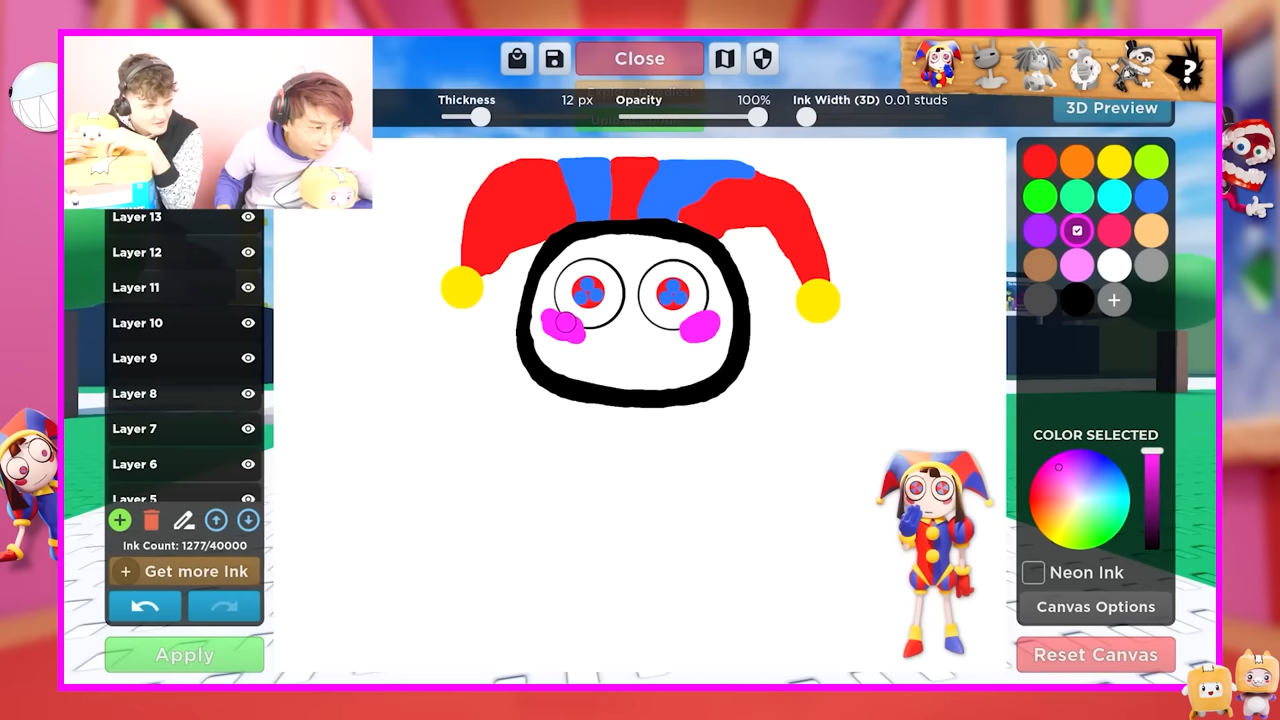 Close
Thickness 12 px Opacity 100% Ink Width (3D) 0.01 studs
3D Preview
?
Layer 13
Layer 12
Layer 11
Layer 10
Layer 9
Layer 8
Layer 7
Layer 6
Layer 5
Ink Count: 1277/40000
+ Get more Ink
Apply
COLOR SELECTED
Neon Ink
Canvas Options
Reset Canvas